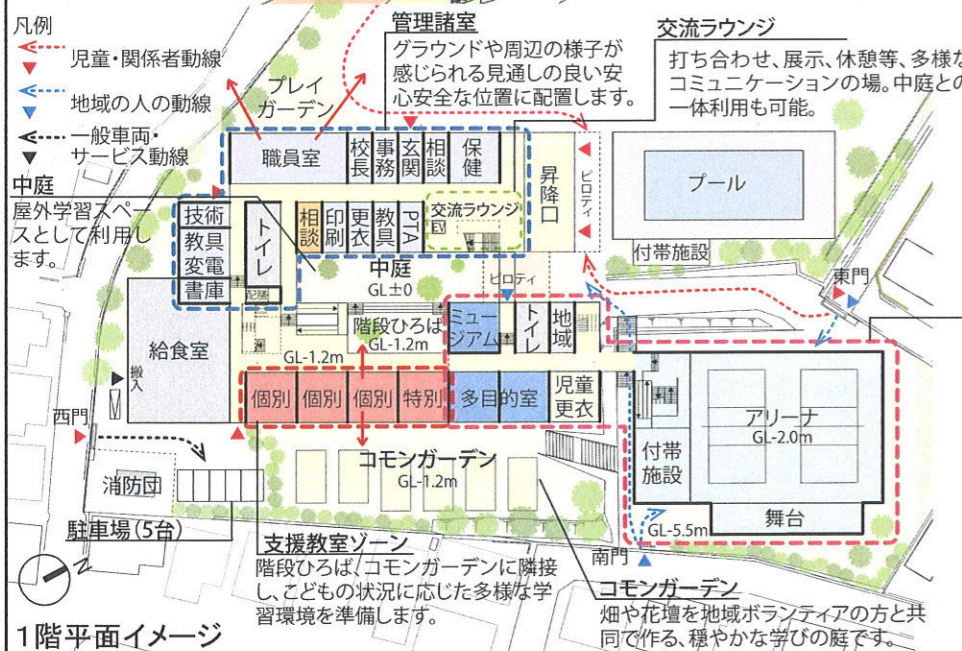 凡例
児童・関係者動線
地域の人の動線
一般車両・
サービス動線
管理諸室
グラウンドや周辺の様子が
感じられる見通しの良い安
心安全な位置に配置します。
交流ラウンジ
打ち合わせ、展示、休憩等、多様な
コミュニケーションの場。中庭との
一体利用も可能。
プレイ
ガーデン
職員室
校長
事務
玄関
相談
保健
昇降口
ピロティ
プール
付帯施設
中庭
屋外学習スペー
スとして利用し
ます。
技術
教具
変電
書庫
トイレ
配膳
相談
印刷
更衣
教具
PTA
交流ラウンジ
EV
中庭
GL±0
ピロティ
東門
給食室
搬入
階段ひろば
GL-1.2m
GL-1.2m
ミュー
ジアム
トイレ
地域
個別
個別
個別
特別
多目的室
児童
更衣
アリーナ
GL-2.0m
付帯
施設
舞台
西門
消防団
駐車場(5台)
コモンガーデン
GL-1.2m
GL-5.5m
南門
支援教室ゾーン
階段ひろば、コモンガーデンに隣接
し、こどもの状況に応じた多様な学
習環境を準備します。
コモンガーデン
畑や花壇を地域ボランティアの方と共
同で作る、穏やかな学びの庭です。
N
1階平面イメージ